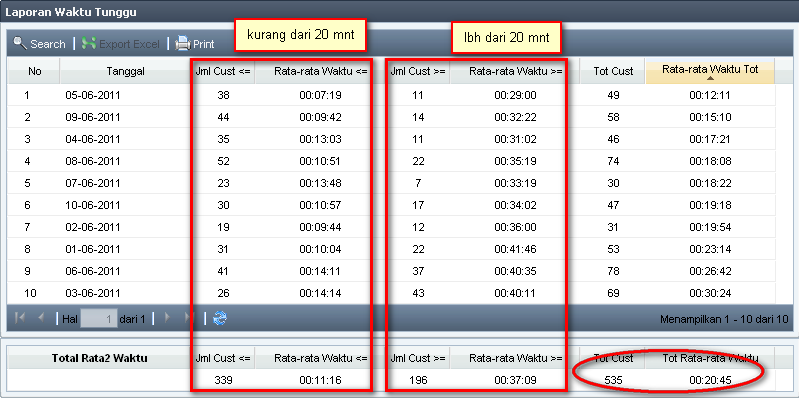 Laporan Waktu Tunggu
kurang dari 20 mnt lbh dari 20 mnt
Search Export Excel Print
No Tanggal Jml Cust <= Rata-rata Waktu <= Jml Cust >= Rata-rata Waktu >= Tot Cust Rata-rata Waktu Tot
1 05-06-2011 38 00:07:19 11 00:29:00 49 00:12:11
2 09-06-2011 44 00:09:42 14 00:32:22 58 00:15:10
3 04-06-2011 35 00:13:03 11 00:31:02 46 00:17:21
4 08-06-2011 52 00:10:51 22 00:35:19 74 00:18:08
5 07-06-2011 23 00:13:48 7 00:33:19 30 00:18:22
6 10-06-2011 30 00:10:57 17 00:34:02 47 00:19:18
7 02-06-2011 19 00:09:44 12 00:36:00 31 00:19:54
8 01-06-2011 31 00:10:04 22 00:41:46 53 00:23:14
9 06-06-2011 41 00:14:11 37 00:40:35 78 00:26:42
10 03-06-2011 26 00:14:14 43 00:40:11 69 00:30:24
Hal 1 dari 1 Menampilkan 1 - 10 dari 10
Total Rata2 Waktu Jml Cust <= Rata-rata Waktu <= Jml Cust >= Rata-rata Waktu >= Tot Cust Tot Rata-rata Waktu
339 00:11:16 196 00:37:09 535 00:20:45